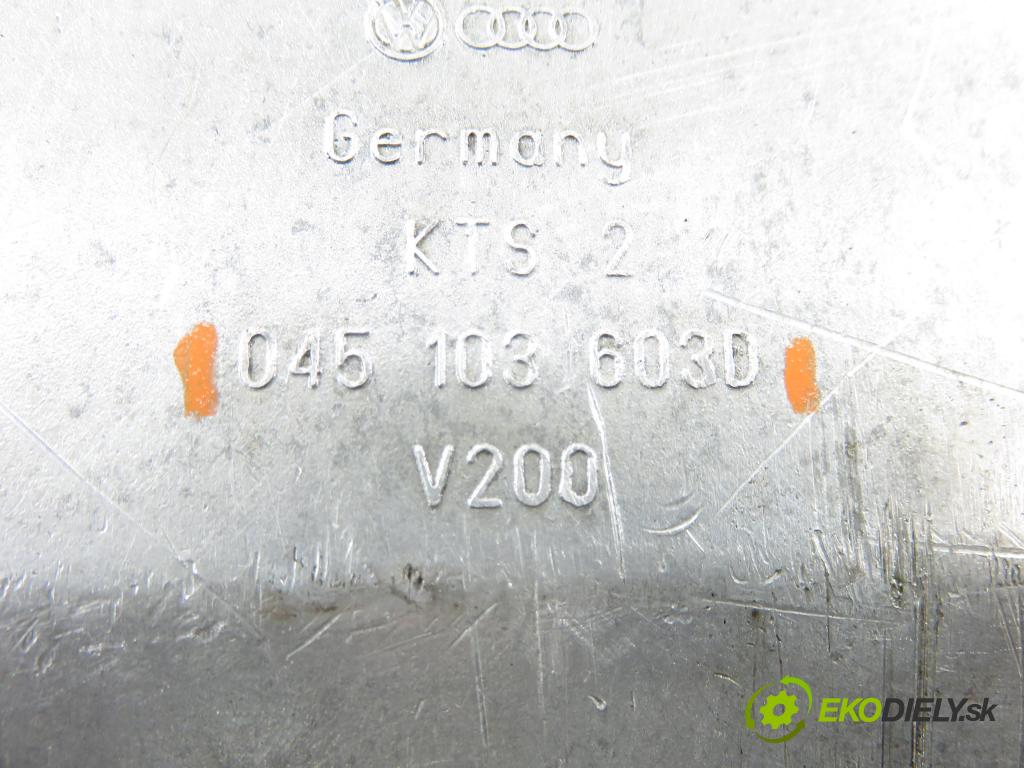 Germany
KTS 2
045 103 603D
V200
EKODIELY.sk